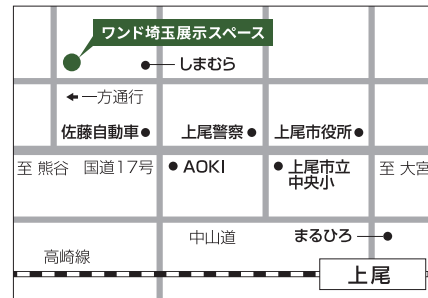 ワンド埼玉展示スペース
しまむら
一方通行
佐藤自動車
上尾警察
上尾市役所
至 熊谷
国道17号
AOKI
上尾市立
中央小
至 大宮
中山道
まるひろ
高崎線
上尾